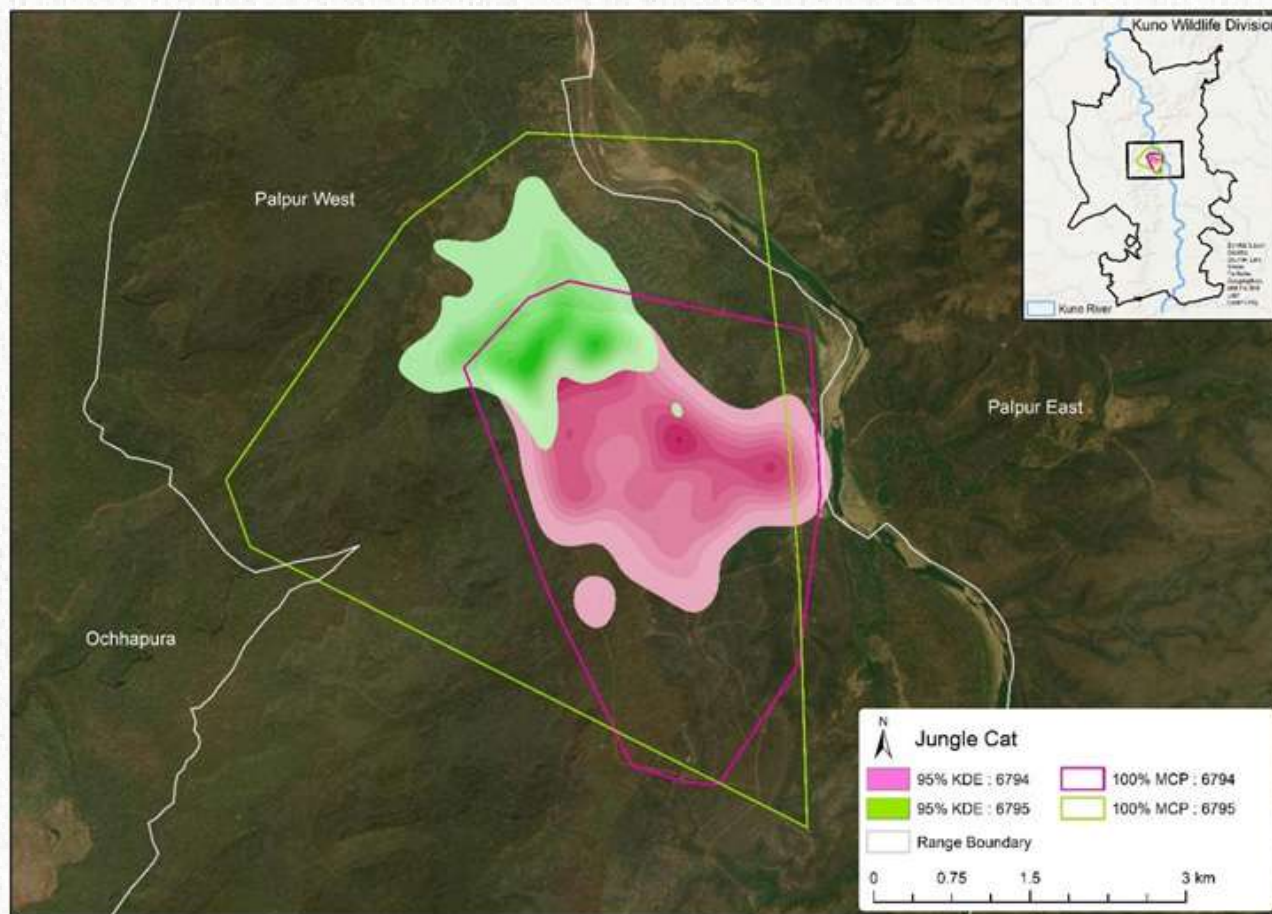 Kuno Wildlife Division
Kuno River
Palpur West
Palpur East
Ochhapura
N
Jungle Cat
95% KDE : 6794
100% MCP : 6794
95% KDE : 6795
100% MCP : 6795
Range Boundary
0 0.75 1.5 3 km